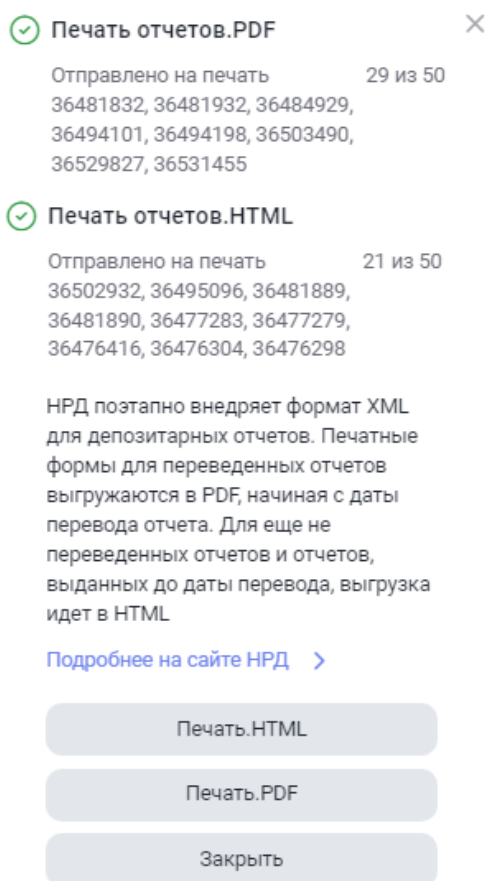 Печать отчетов.PDF
Отправлено на печать 29 из 50
36481832, 36481932, 36484929,
36494101, 36494198, 36503490,
36529827, 36531455
Печать отчетов.HTML
Отправлено на печать 21 из 50
36502932, 36495096, 36481889,
36481890, 36477283, 36477279,
36476416, 36476304, 36476298
НРД поэтапно внедряет формат XML
для депозитарных отчетов. Печатные
формы для переведенных отчетов
выгружаются в PDF, начиная с даты
перевода отчета. Для еще не
переведенных отчетов и отчетов,
выданных до даты перевода, выгрузка
идет в HTML
Подробнее на сайте НРД
Печать.HTML
Печать.PDF
Закрыть